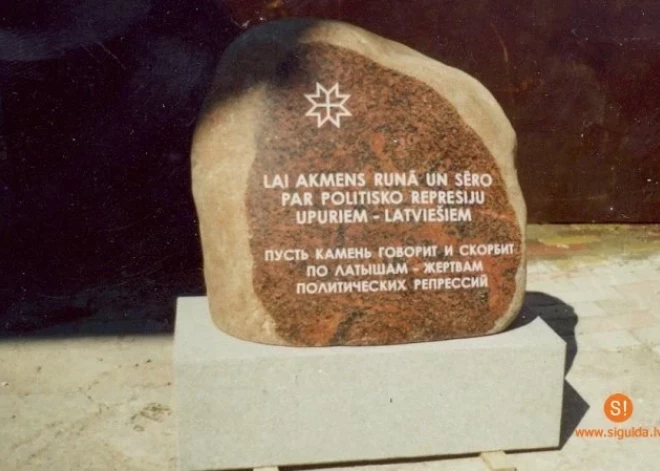 LAI AKMENS RUNĀ UN SĒRO
PAR POLITISKO REPRESIJU
UPURIEM - LATVIEŠIEM
ПУСТЬ КАМЕНЬ ГОВОРИТ И СКОРБИТ
ПО ЛАТЫШАМ - ЖЕРТВАМ
ПОЛИТИЧЕСКИХ РЕПРЕССИЙ
S!
www.sigulda.lv